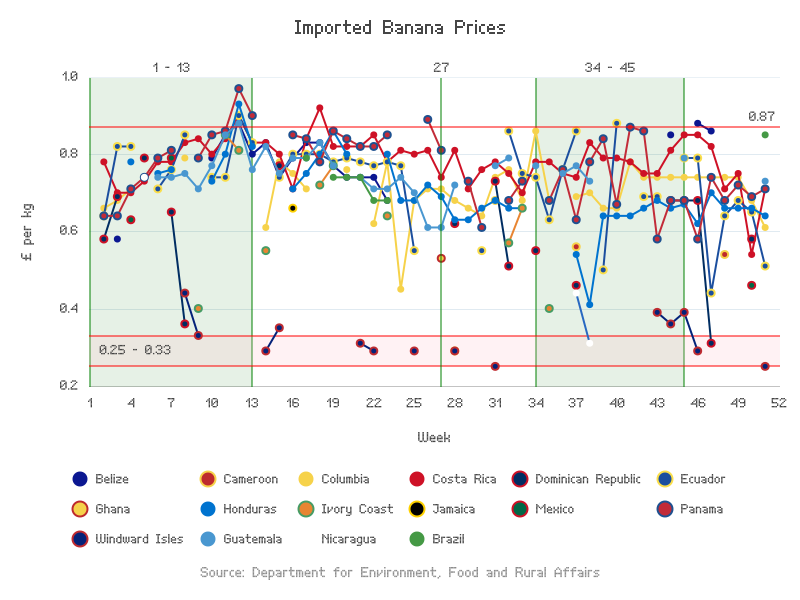 Imported Banana Prices
1 - 13 27 34 - 45
1.0
0.87
0.8
£ per kg
0.6
0.4
0.25 - 0.33
0.2
1 4 7 10 13 16 19 22 25 28 31 34 37 40 43 46 49 52
Week
Belize Cameroon Columbia Costa Rica Dominican Republic Ecuador
Ghana Honduras Ivory Coast Jamaica Mexico Panama
Windward Isles Guatemala Nicaragua Brazil
Source: Department for Environment, Food and Rural Affairs